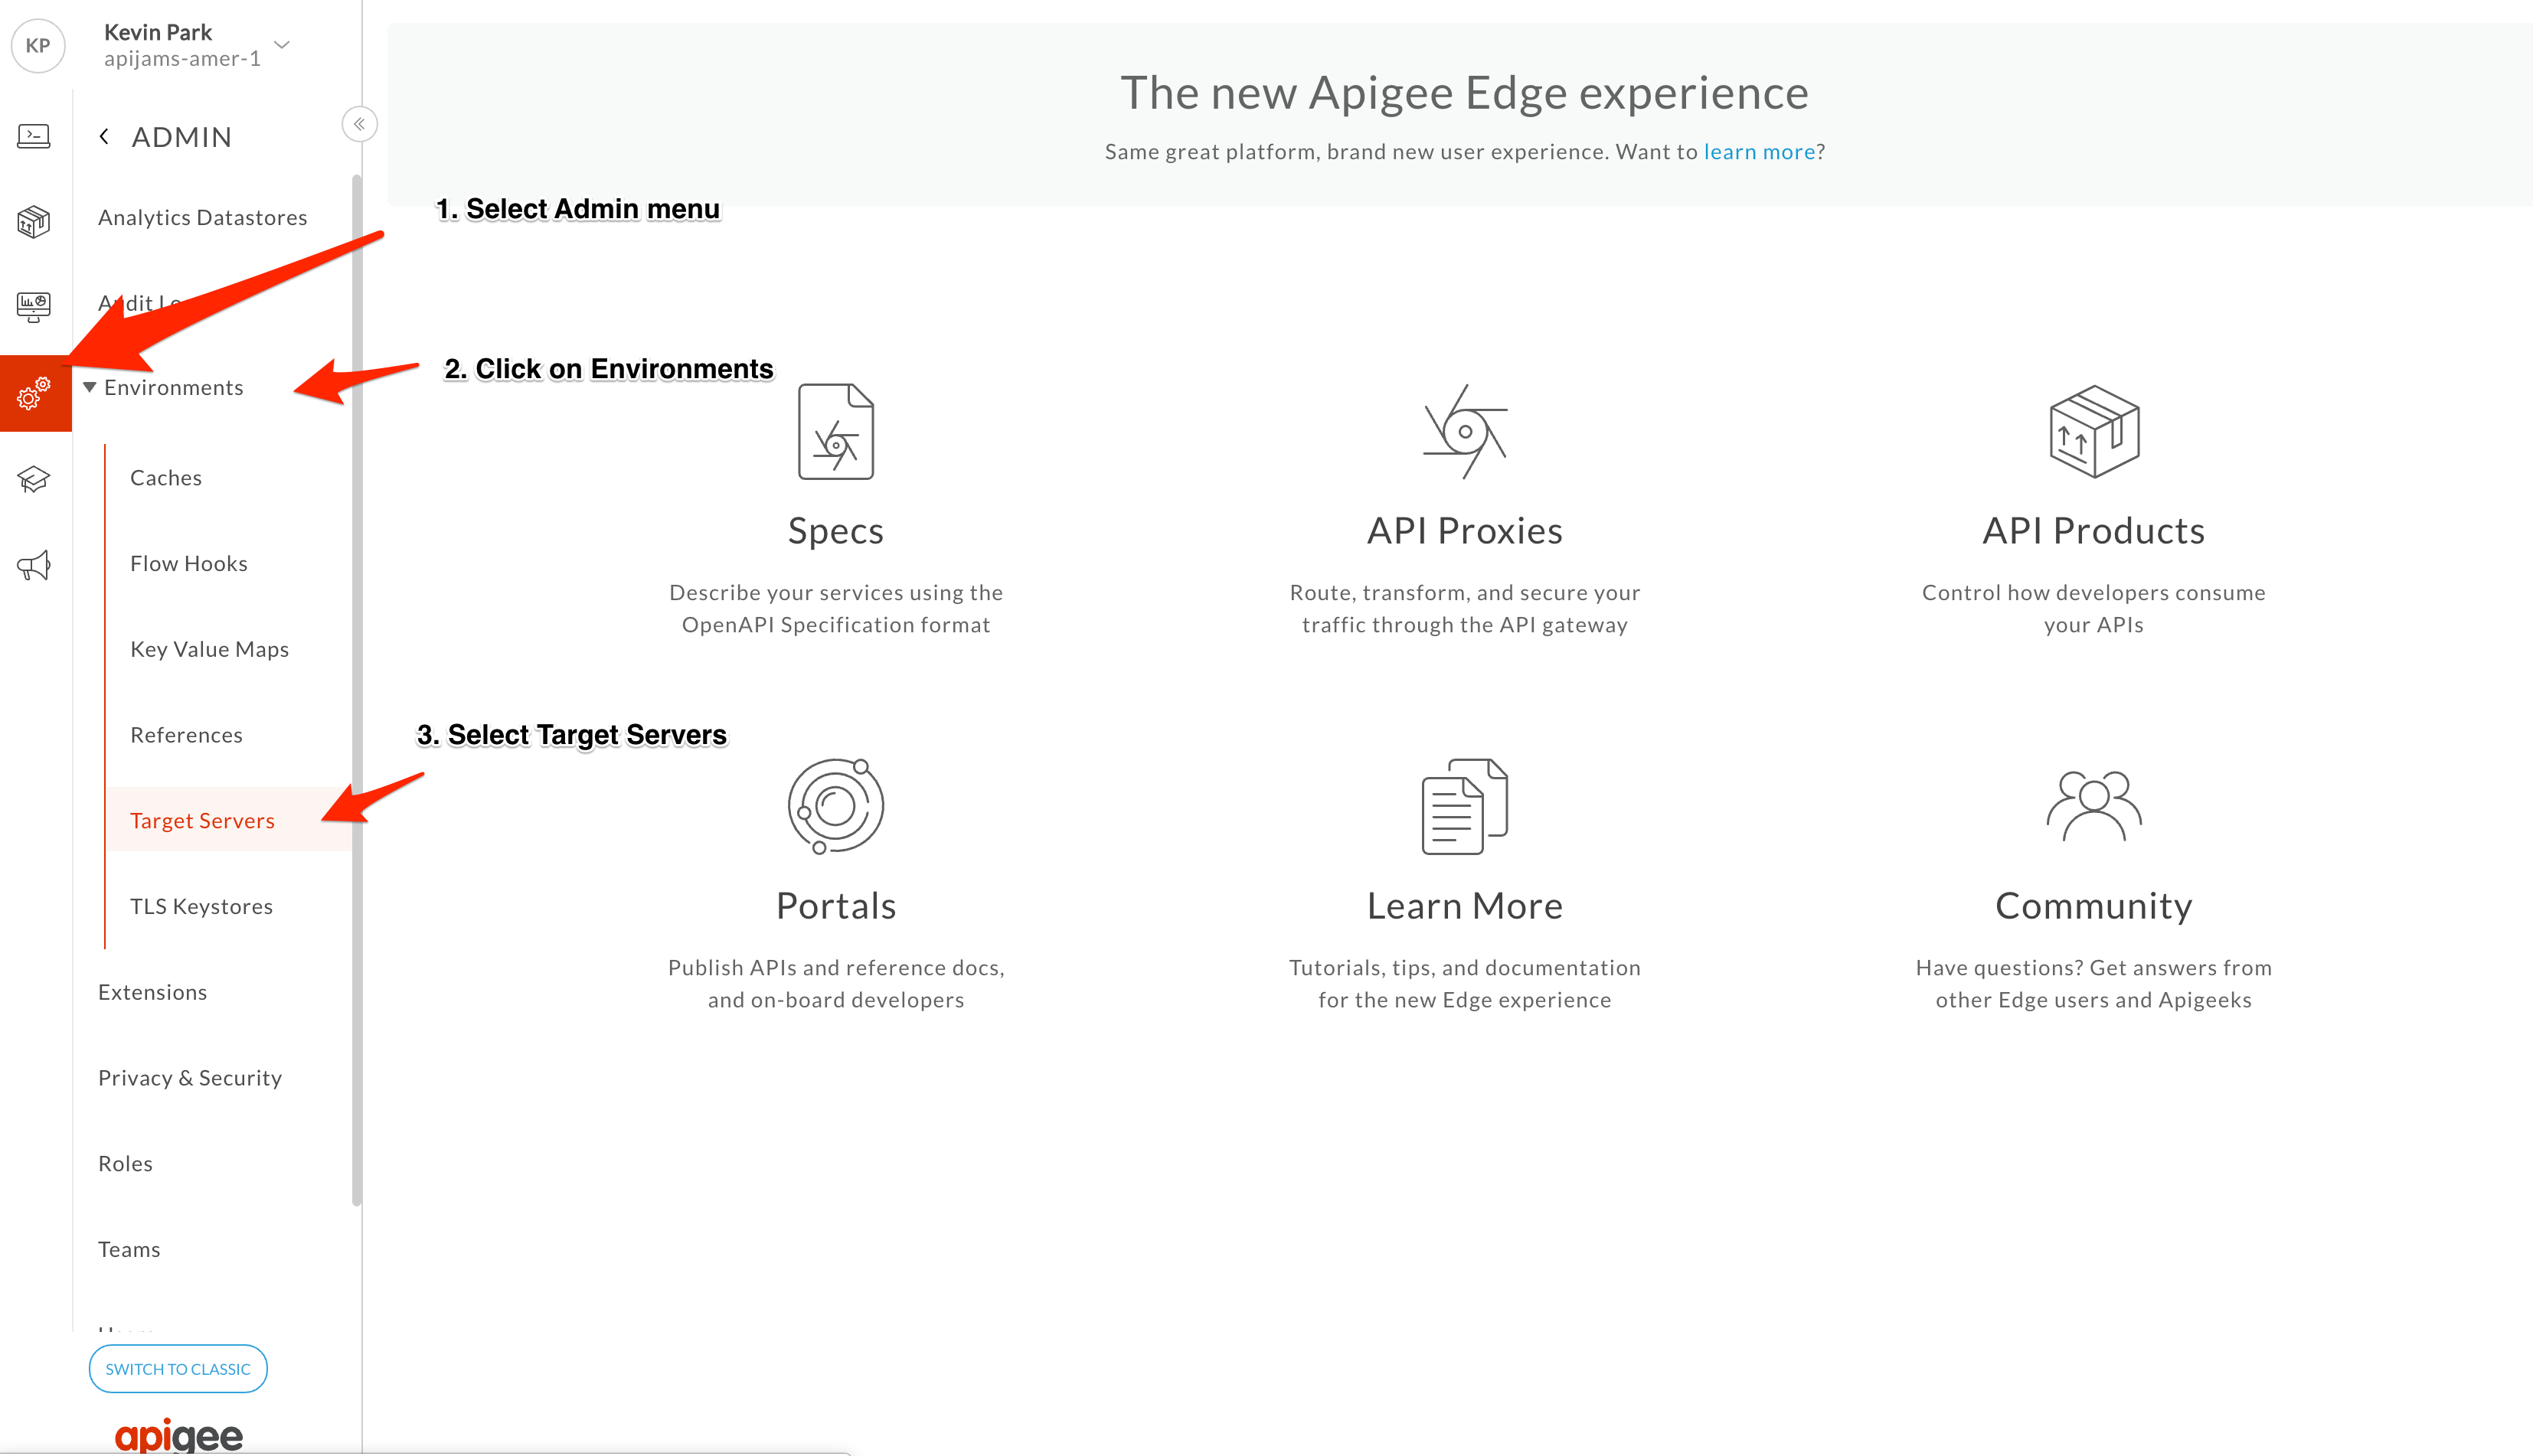 KP
Kevin Park
apijams-amer-1
ADMIN
Analytics Datastores
Audit
Environments
Caches
Flow Hooks
Key Value Maps
References
Target Servers
TLS Keystores
Extensions
Privacy & Security
Roles
Teams
SWITCH TO CLASSIC
apigee
The new Apigee Edge experience
Same great platform, brand new user experience. Want to learn more?
1. Select Admin menu
2. Click on Environments
3. Select Target Servers
Specs
Describe your services using the
OpenAPI Specification format
API Proxies
Route, transform, and secure your
traffic through the API gateway
API Products
Control how developers consume
your APIs
Portals
Publish APIs and reference docs,
and on-board developers
Learn More
Tutorials, tips, and documentation
for the new Edge experience
Community
Have questions? Get answers from
other Edge users and Apigeeks